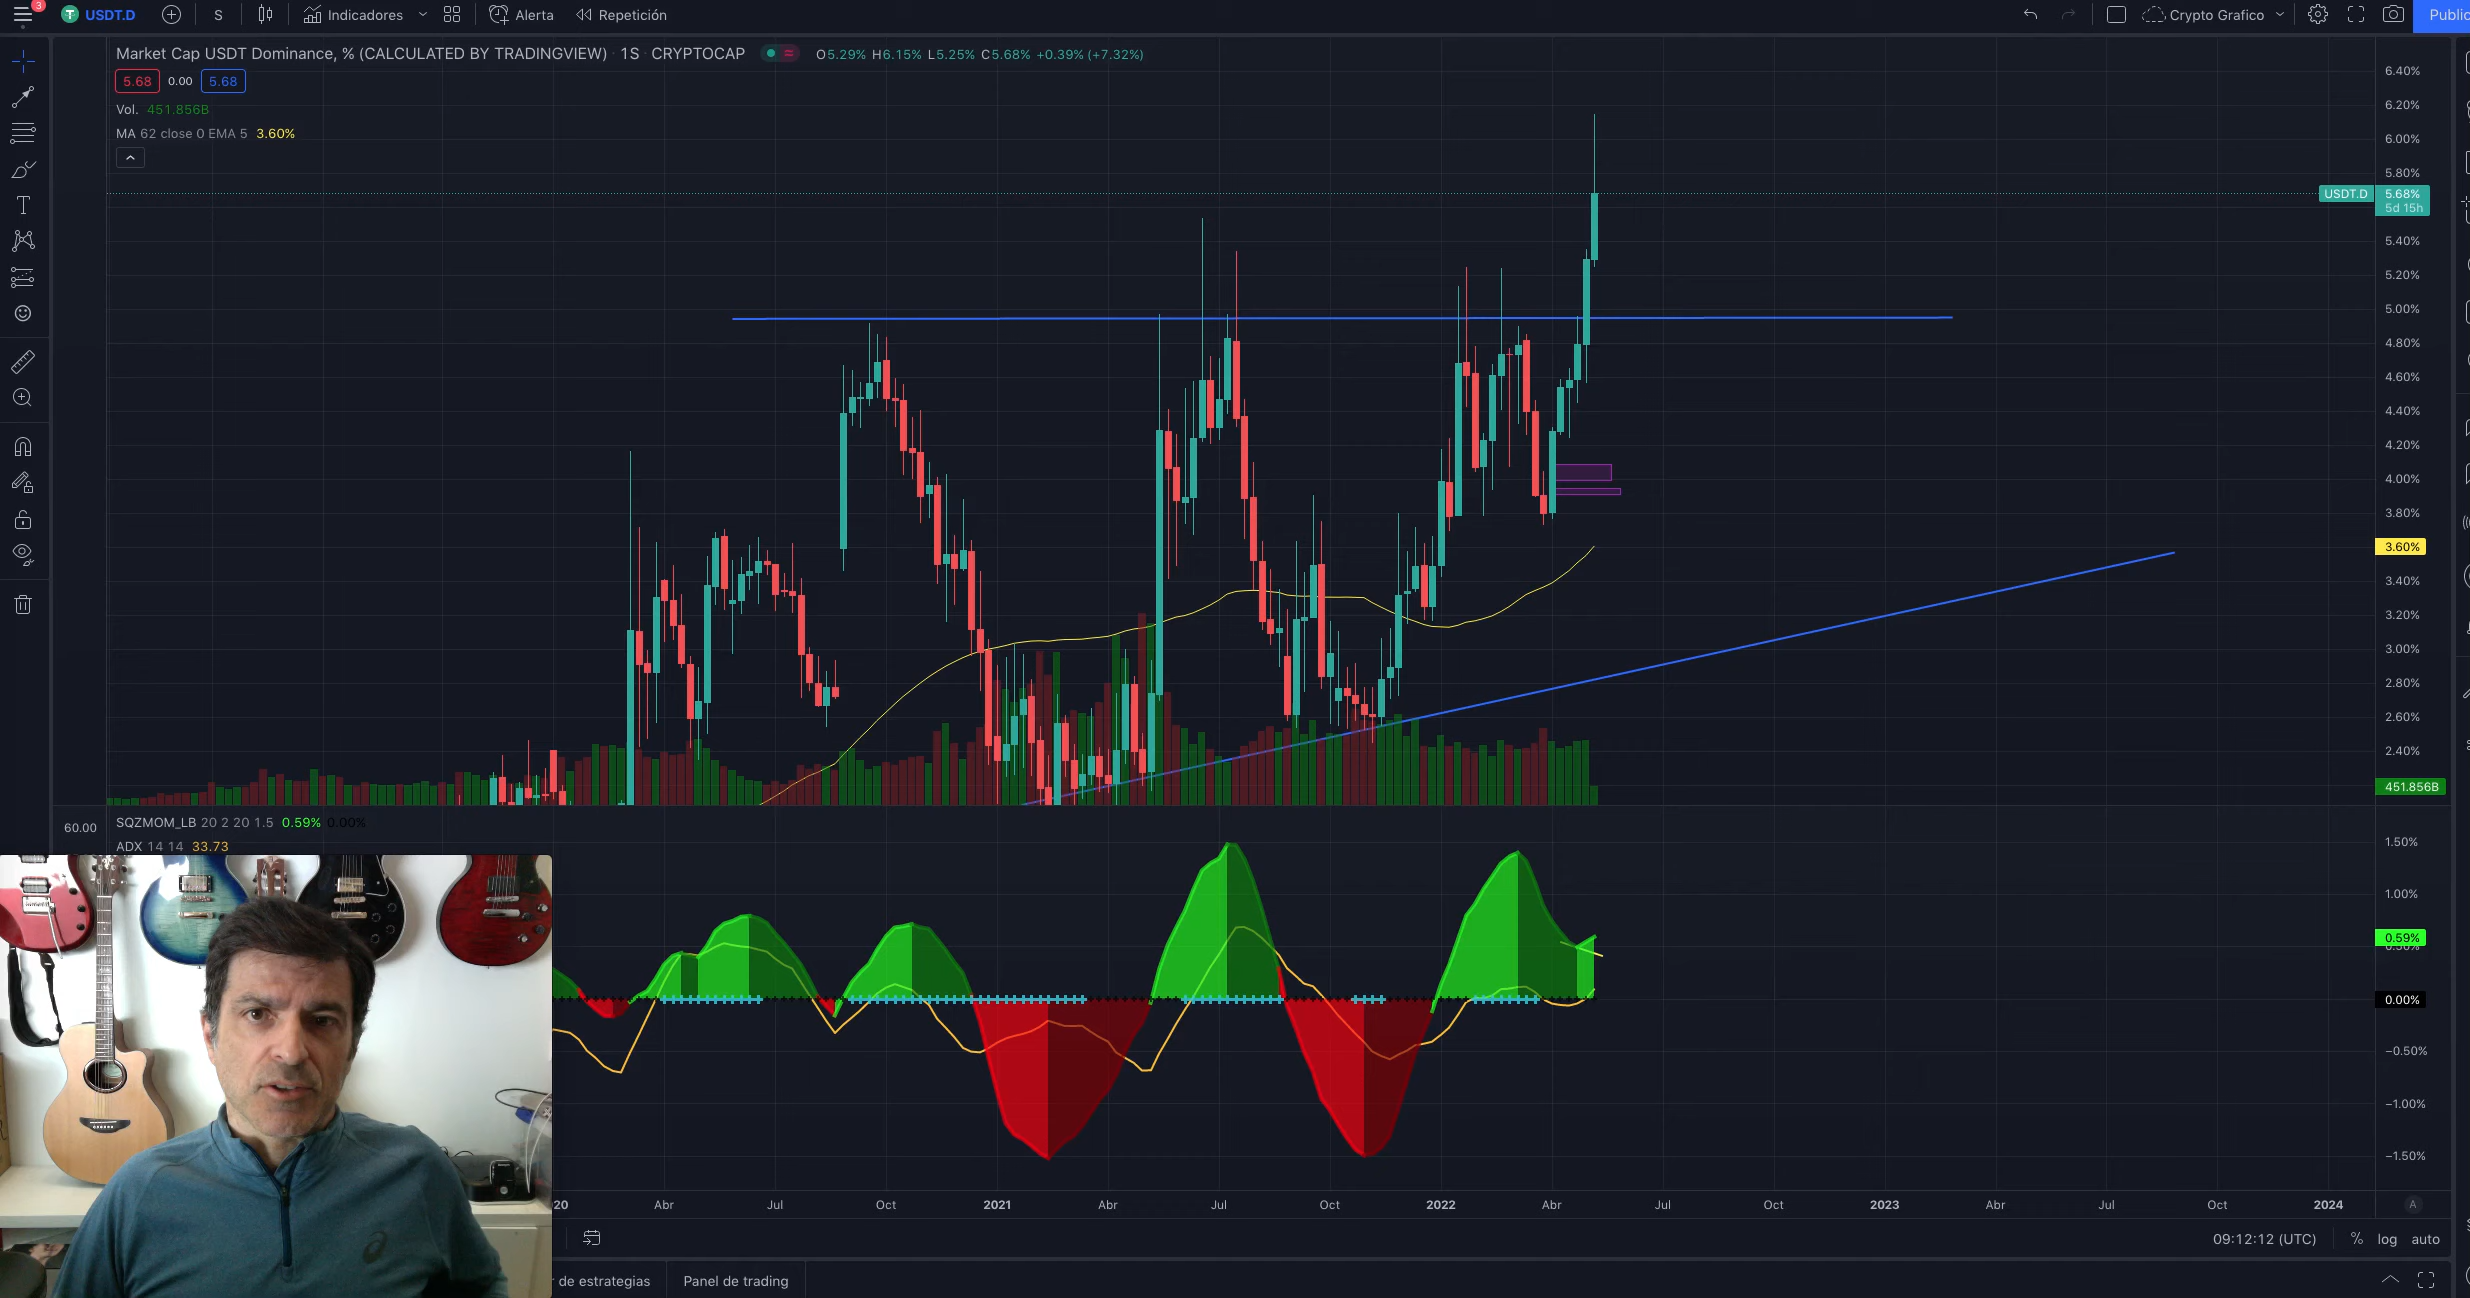 3 USDT.D S Indicadores Alerta Repetición Crypto Grafico Public
Market Cap USDT Dominance, % (CALCULATED BY TRADINGVIEW) · 1S · CRYPTOCAP O5.29% H6.15% L5.25% C5.68% +0.39% (+7.32%)
5.68 0.00 5.68
Vol. 451.856B
MA 62 close 0 EMA 5 3.60%
6.40%
6.20%
6.00%
5.80%
USDT.D 5.68%
5d 15h
5.40%
5.20%
5.00%
4.80%
4.60%
4.40%
4.20%
4.00%
3.80%
3.60%
3.40%
3.20%
3.00%
2.80%
2.60%
2.40%
451.856B
60.00
SQZMOM_LB 20 2 20 1.5 0.59% 0.00%
ADX 14 14 33.73
1.50%
1.00%
0.59%
0.50%
0.00%
−0.50%
−1.00%
−1.50%
20 Abr Jul Oct 2021 Abr Jul Oct 2022 Abr Jul Oct 2023 Abr Jul Oct 2024 A
09:12:12 (UTC) % log auto
r de estrategias Panel de trading